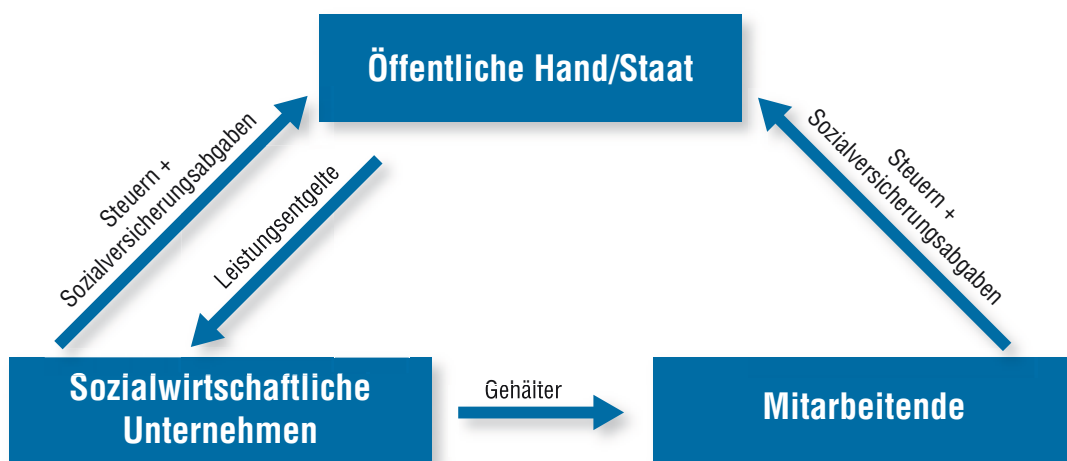 Öffentliche Hand/Staat
Steuern +
Sozialversicherungsabgaben
Leistungsentgelte
Steuern +
Sozialversicherungsabgaben
Sozialwirtschaftliche
Unternehmen
Gehälter
Mitarbeitende